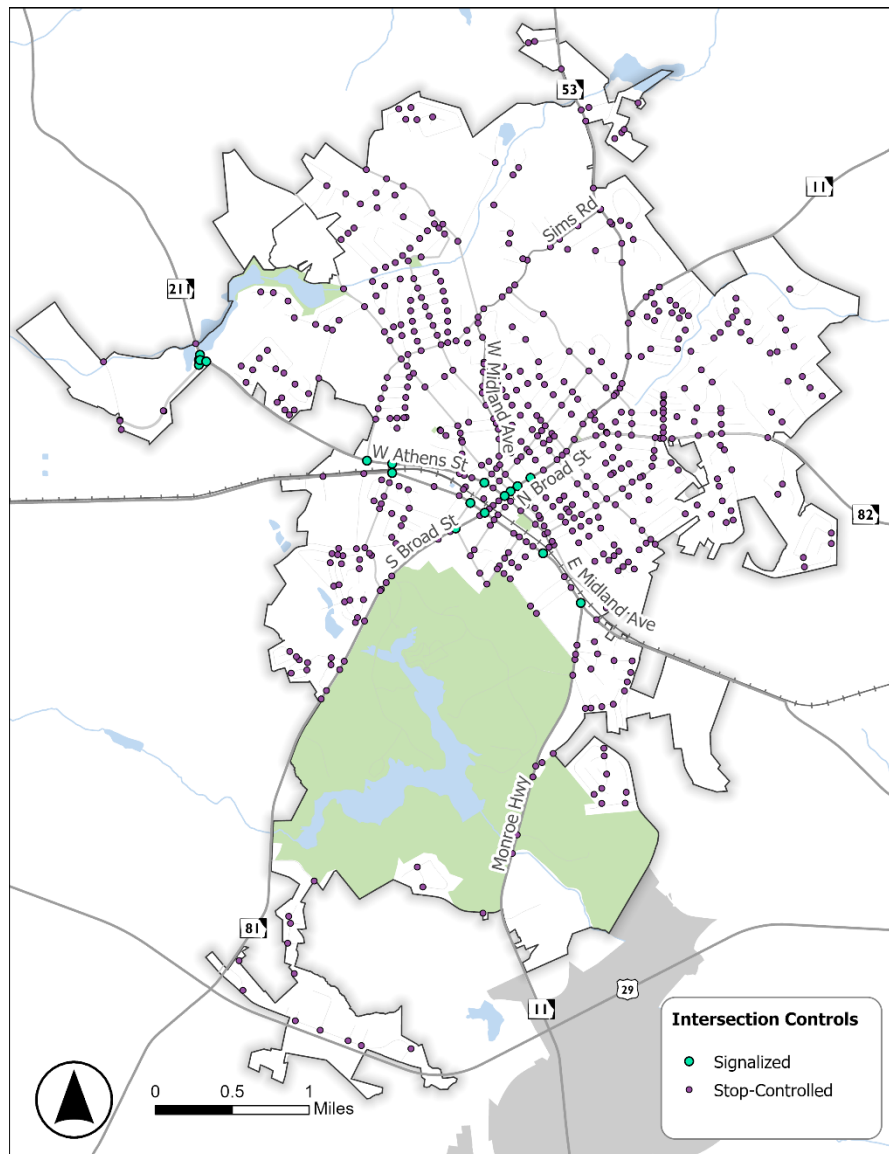 53
11
Sims Rd
211
W Midland Ave
W Athens St
N Broad St
82
S Broad St
E Midland Ave
Monroe Hwy
81
29
11
Intersection Controls
Signalized
Stop-Controlled
0 0.5 1
Miles